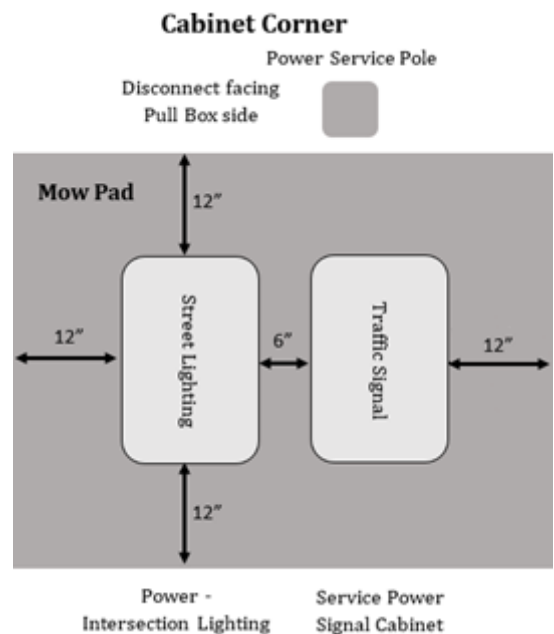 Cabinet Corner
Power Service Pole
Disconnect facing
Pull Box side
Mow Pad
12"
Street Lighting
Traffic Signal
12"
6"
12"
12"
Power -
Intersection Lighting
Service Power
Signal Cabinet